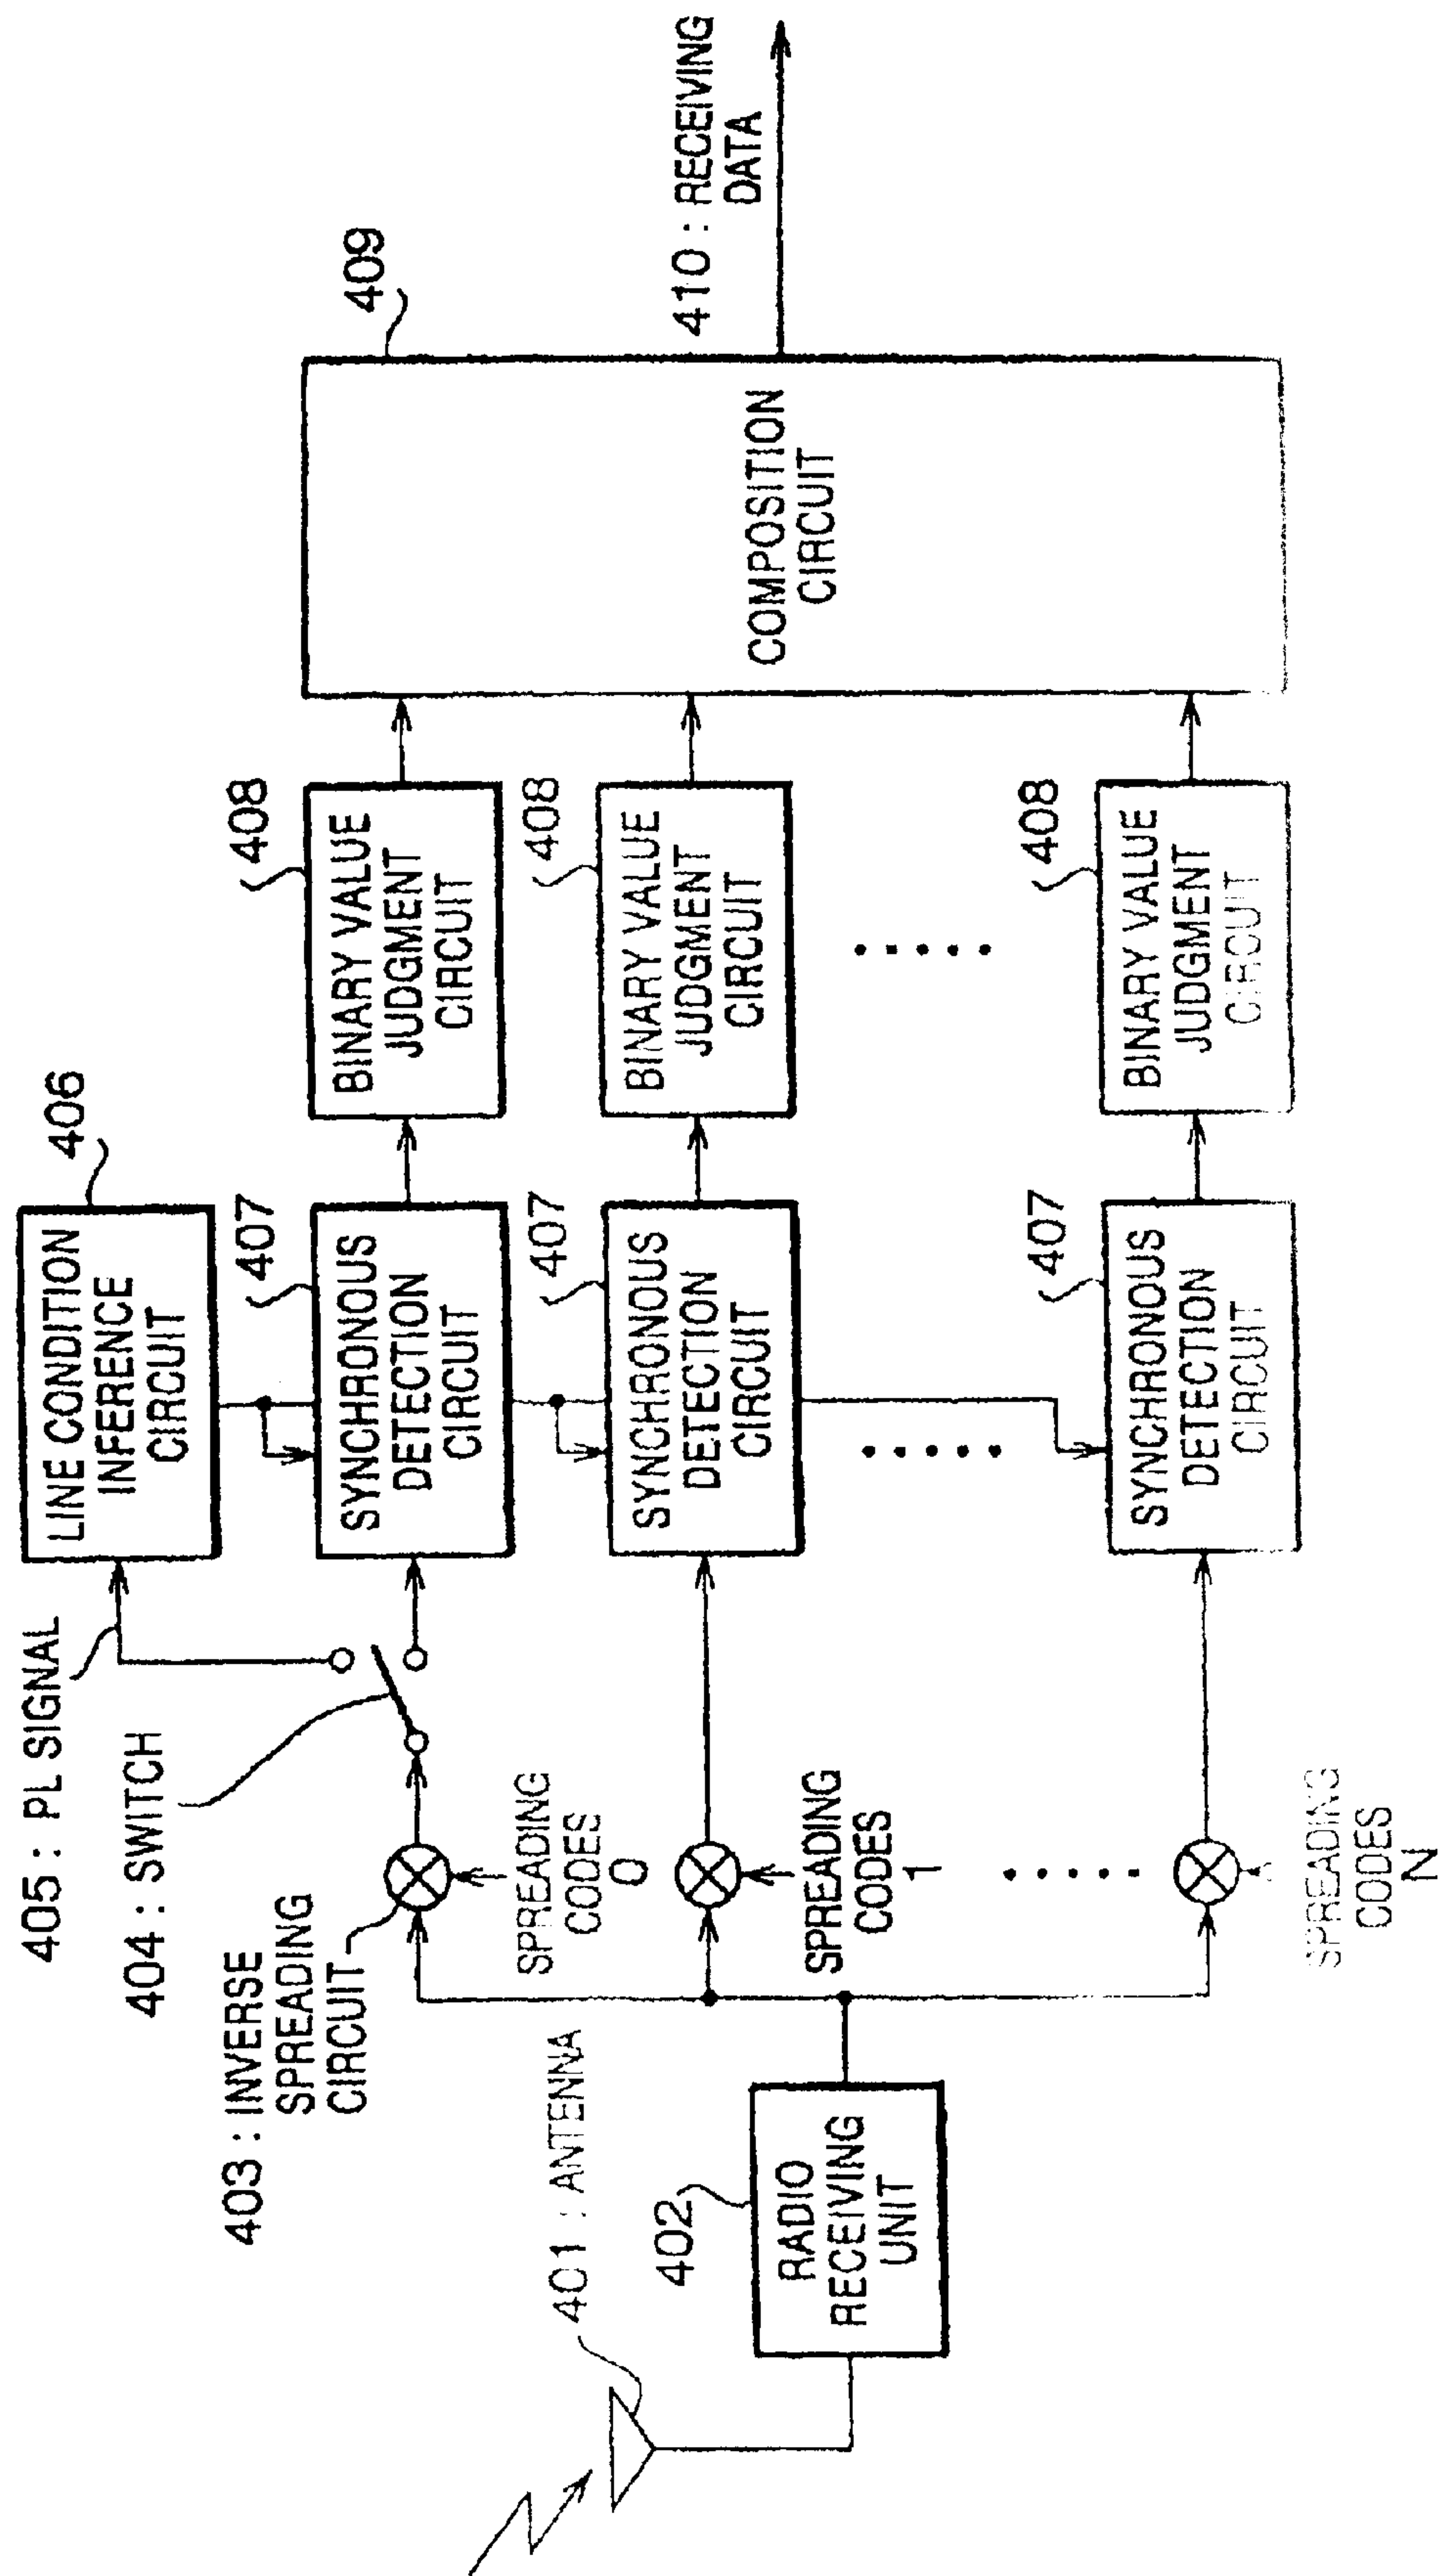 405 : PL SIGNAL
404 : SWITCH
403 : INVERSE
SPREADING
CIRCUIT
401 : ANTENNA
402
RADIO
RECEIVING
UNIT
SPREADING
CODES
0
SPREADING
CODES
1
SPREADING
CODES
N
406
LINE CONDITION
INFERENCE
CIRCUIT
407
SYNCHRONOUS
DETECTION
CIRCUIT
407
SYNCHRONOUS
DETECTION
CIRCUIT
407
SYNCHRONOUS
DETECTION
CIRCUIT
408
BINARY VALUE
JUDGMENT
CIRCUIT
408
BINARY VALUE
JUDGMENT
CIRCUIT
408
BINARY VALUE
JUDGMENT
CIRCUIT
409
COMPOSITION
CIRCUIT
410 : RECEIVING
DATA